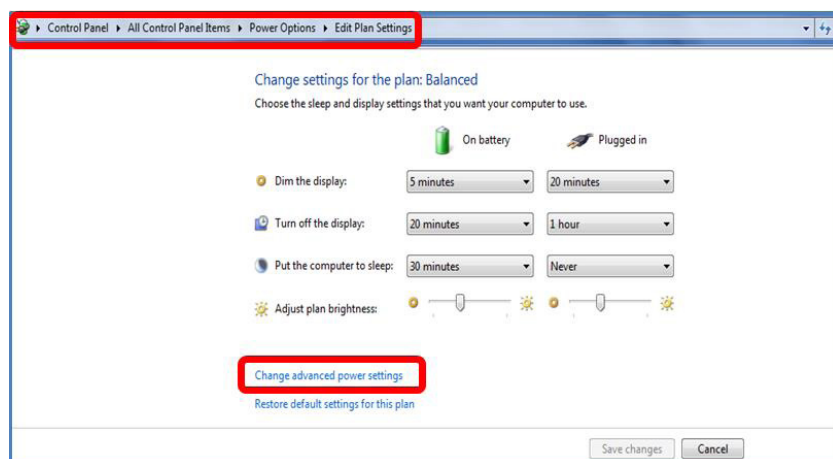 Control Panel ▸ All Control Panel Items ▸ Power Options ▸ Edit Plan Settings
Change settings for the plan: Balanced
Choose the sleep and display settings that you want your computer to use.
On battery Plugged in
Dim the display: 5 minutes 20 minutes
Turn off the display: 20 minutes 1 hour
Put the computer to sleep: 30 minutes Never
Adjust plan brightness:
Change advanced power settings
Restore default settings for this plan
Save changes Cancel